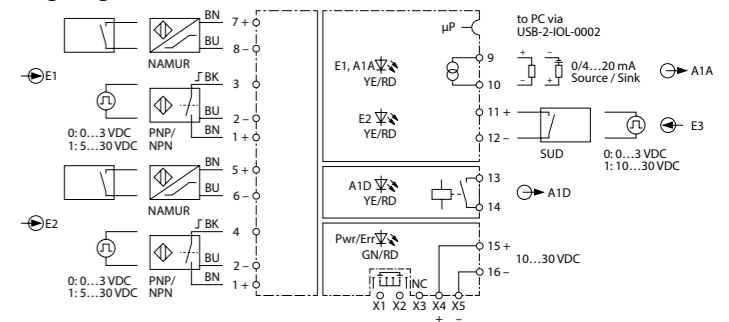 BN 7 +
BU 8 –
NAMUR
E1
BK 3
BU 2 –
BN 1 +
0: 0…3 VDC
1: 5…30 VDC
PNP/
NPN
BN 5 +
BU 6 –
NAMUR
E2
BK 4
BU 2 –
BN 1 +
0: 0…3 VDC
1: 5…30 VDC
PNP/
NPN
µP
to PC via
USB-2-IOL-0002
E1, A1A
YE/RD
9
10
+ –
– +
0/4…20 mA
Source / Sink
A1A
E2
YE/RD
11 +
12 –
SUD
0: 0…3 VDC
1: 10…30 VDC
E3
A1D
YE/RD
13
14
A1D
Pwr/Err
GN/RD
15 +
16 –
10…30 VDC
NC
X1 X2 X3 X4 X5
+ –